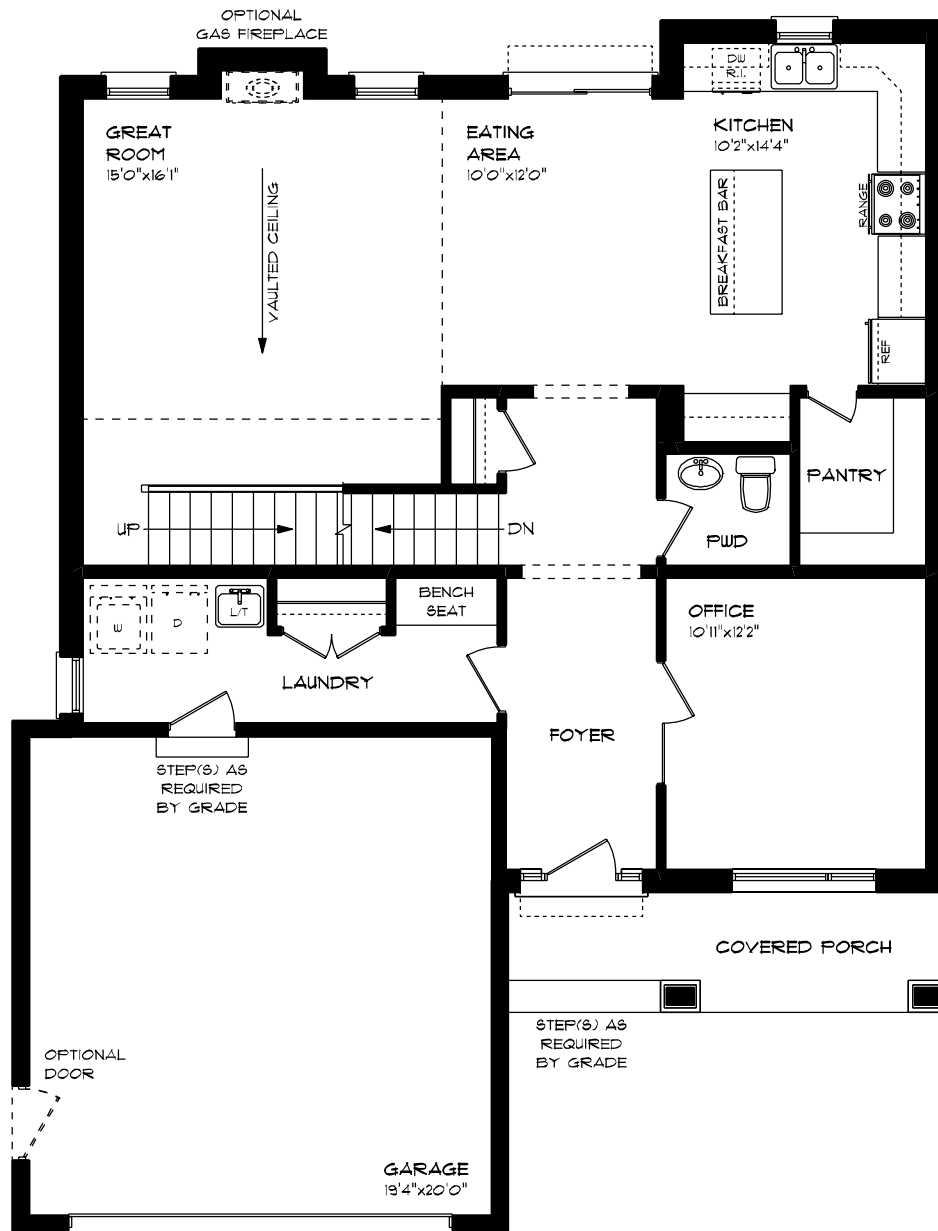 OPTIONAL
GAS FIREPLACE
DW
R.I.
GREAT
ROOM
15'0"x16'1"
EATING
AREA
10'0"x12'0"
KITCHEN
10'2"x14'4"
VAULTED CEILING
BREAKFAST BAR
RANGE
REF
PANTRY
UP
DN
PWD
W
D
L/T
BENCH
SEAT
OFFICE
10'11"x12'2"
LAUNDRY
FOYER
STEP(S) AS
REQUIRED
BY GRADE
COVERED PORCH
STEP(S) AS
REQUIRED
BY GRADE
OPTIONAL
DOOR
GARAGE
19'4"x20'0"